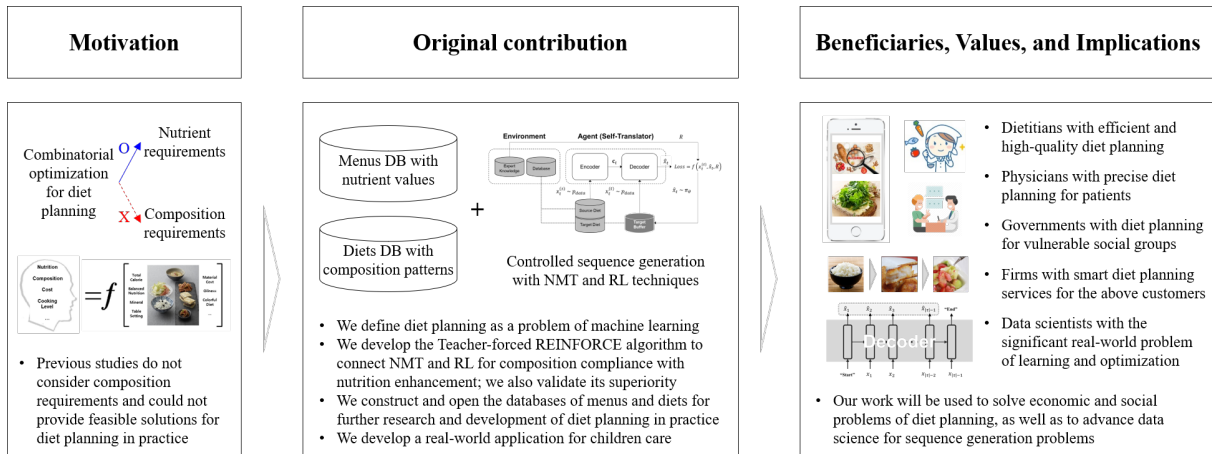 Motivation
Original contribution
Beneficiaries, Values, and Implications
Combinatorial
optimization
for diet
planning
O
Nutrient
requirements
X
Composition
requirements
Nutrition
Composition
Cost
Cooking
Level
...
=f
Total
Calorie
Balanced
Nutrition
Mineral
Table
Setting
Material
Cost
Oiliness
Colorful
Diet
...
• Previous studies do not
consider composition
requirements and could not
provide feasible solutions for
diet planning in practice
Menus DB with
nutrient values
+
Diets DB with
composition patterns
Environment
Agent (Self-Translator)
R
Expert
Knowledge
Database
Encoder
Decoder
Source Diet
Target Diet
Target
Buffer
Controlled sequence generation
with NMT and RL techniques
• We define diet planning as a problem of machine learning
• We develop the Teacher-forced REINFORCE algorithm to
connect NMT and RL for composition compliance with
nutrition enhancement; we also validate its superiority
• We construct and open the databases of menus and diets for
further research and development of diet planning in practice
• We develop a real-world application for children care
• Dietitians with efficient and
high-quality diet planning
• Physicians with precise diet
planning for patients
• Governments with diet planning
for vulnerable social groups
• Firms with smart diet planning
services for the above customers
• Data scientists with the
significant real-world problem
of learning and optimization
"End"
Decoder
"Start"
• Our work will be used to solve economic and social
problems of diet planning, as well as to advance data
science for sequence generation problems